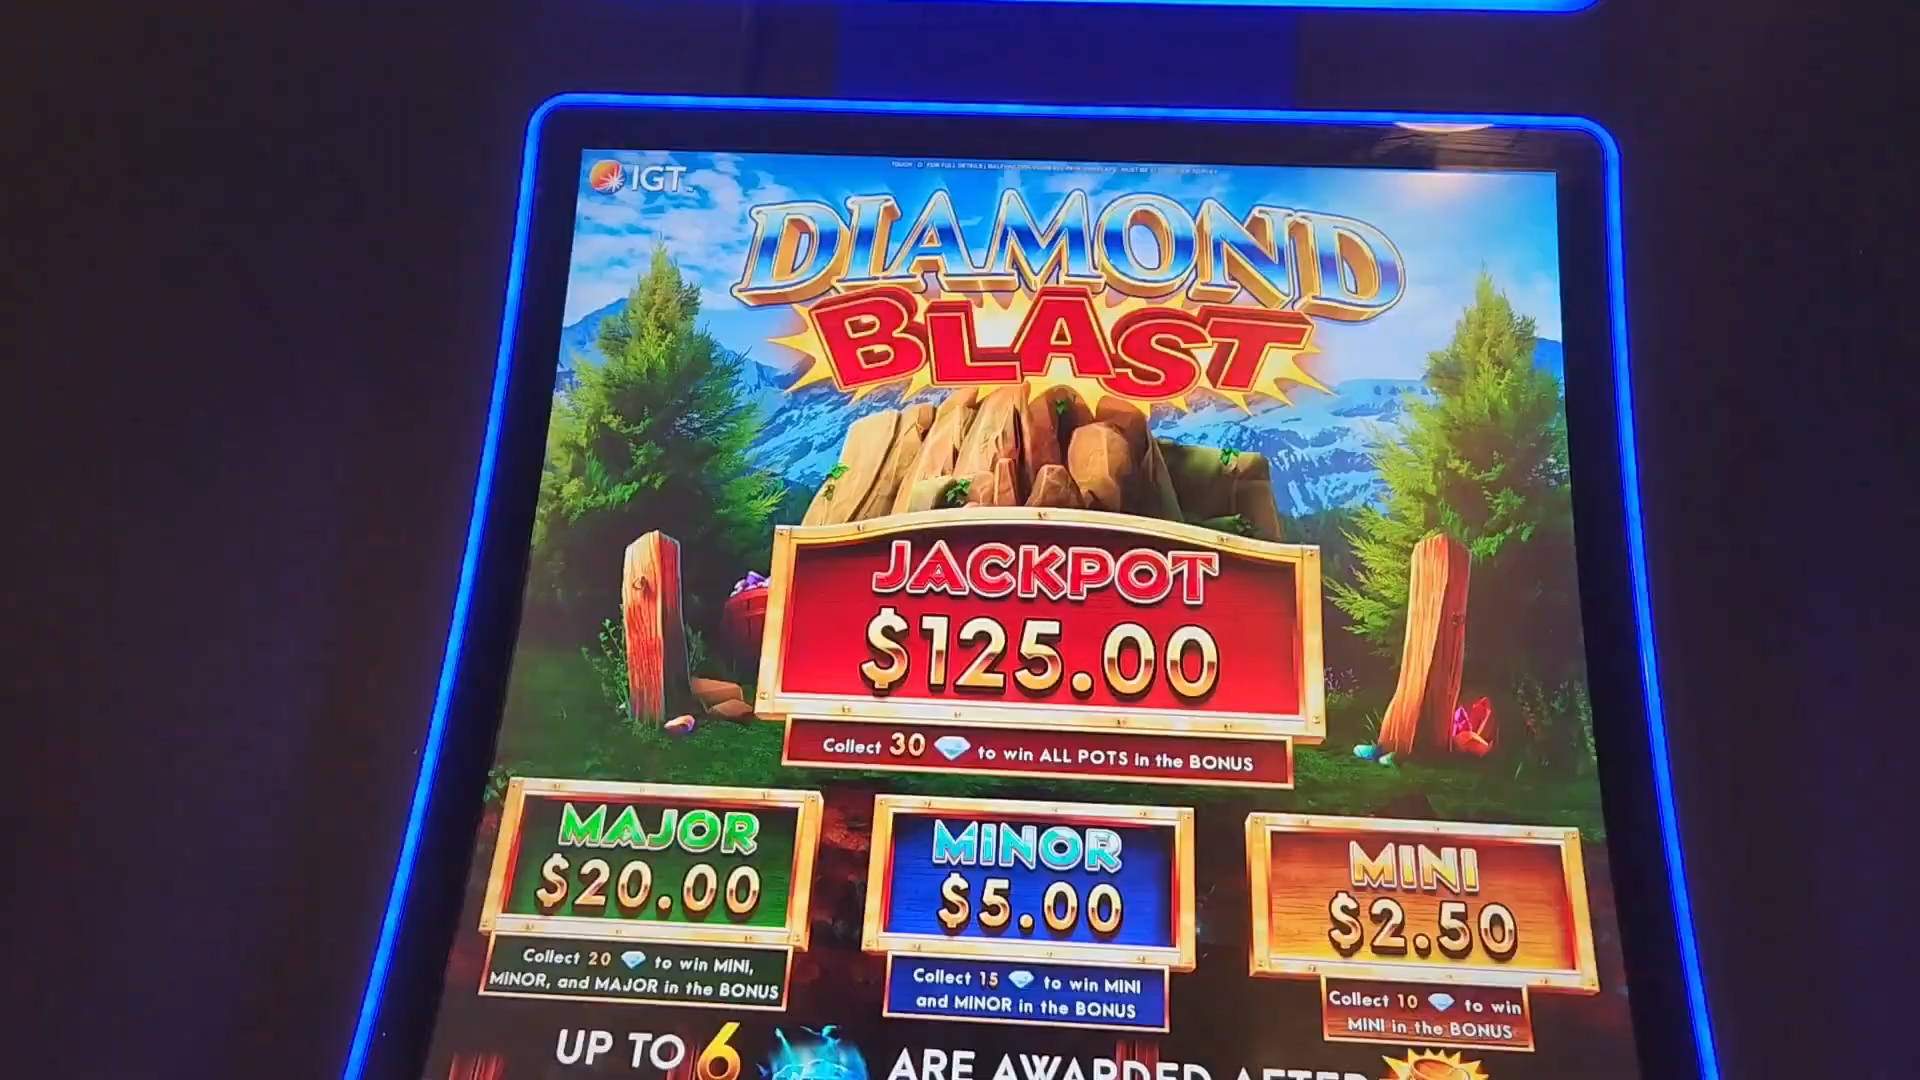 IGT
DIAMOND
BLAST
JACKPOT
$125.00
Collect 30 to win ALL POTS in the BONUS
MAJOR
$20.00
Collect 20 to win MINI,
MINOR, and MAJOR in the BONUS
MINOR
$5.00
Collect 15 to win MINI
and MINOR in the BONUS
MINI
$2.50
Collect 10 to win
MINI in the BONUS
UP TO 6 ARE AWARDED AFTER